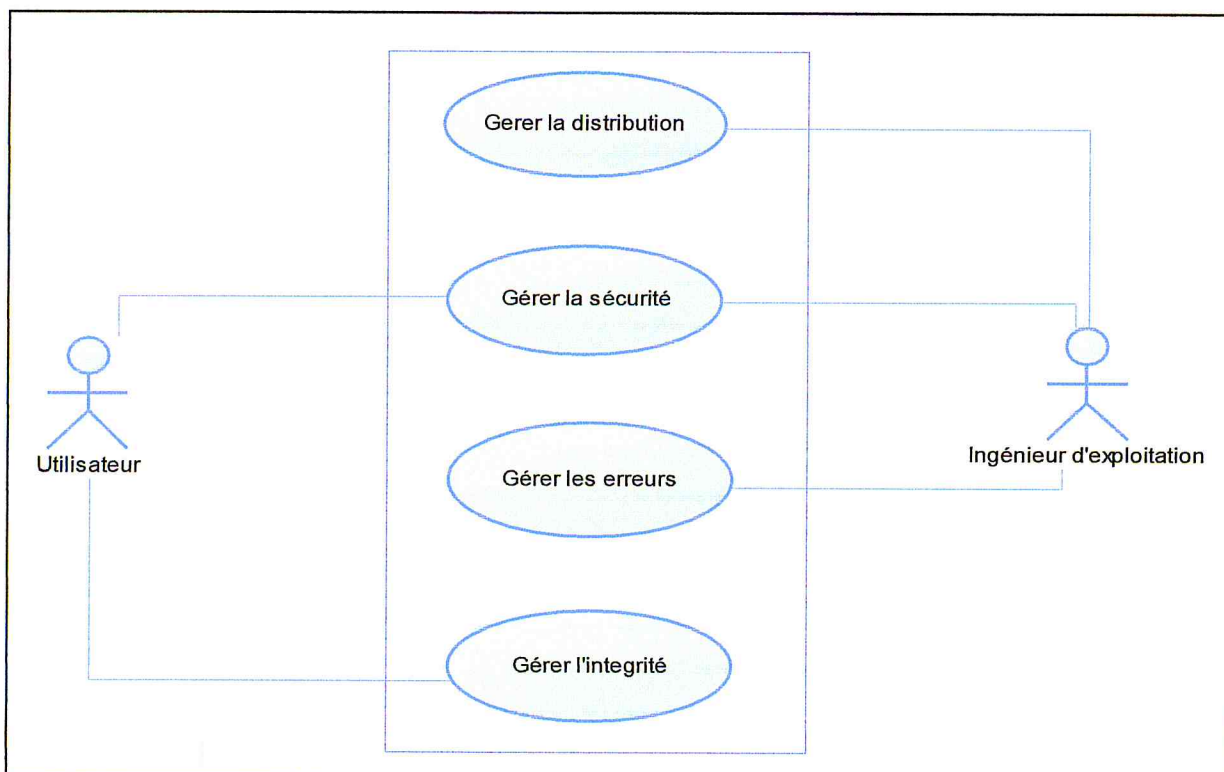 Gerer la distribution
Gérer la sécurité
Utilisateur
Ingénieur d'exploitation
Gérer les erreurs
Gérer l'integrité